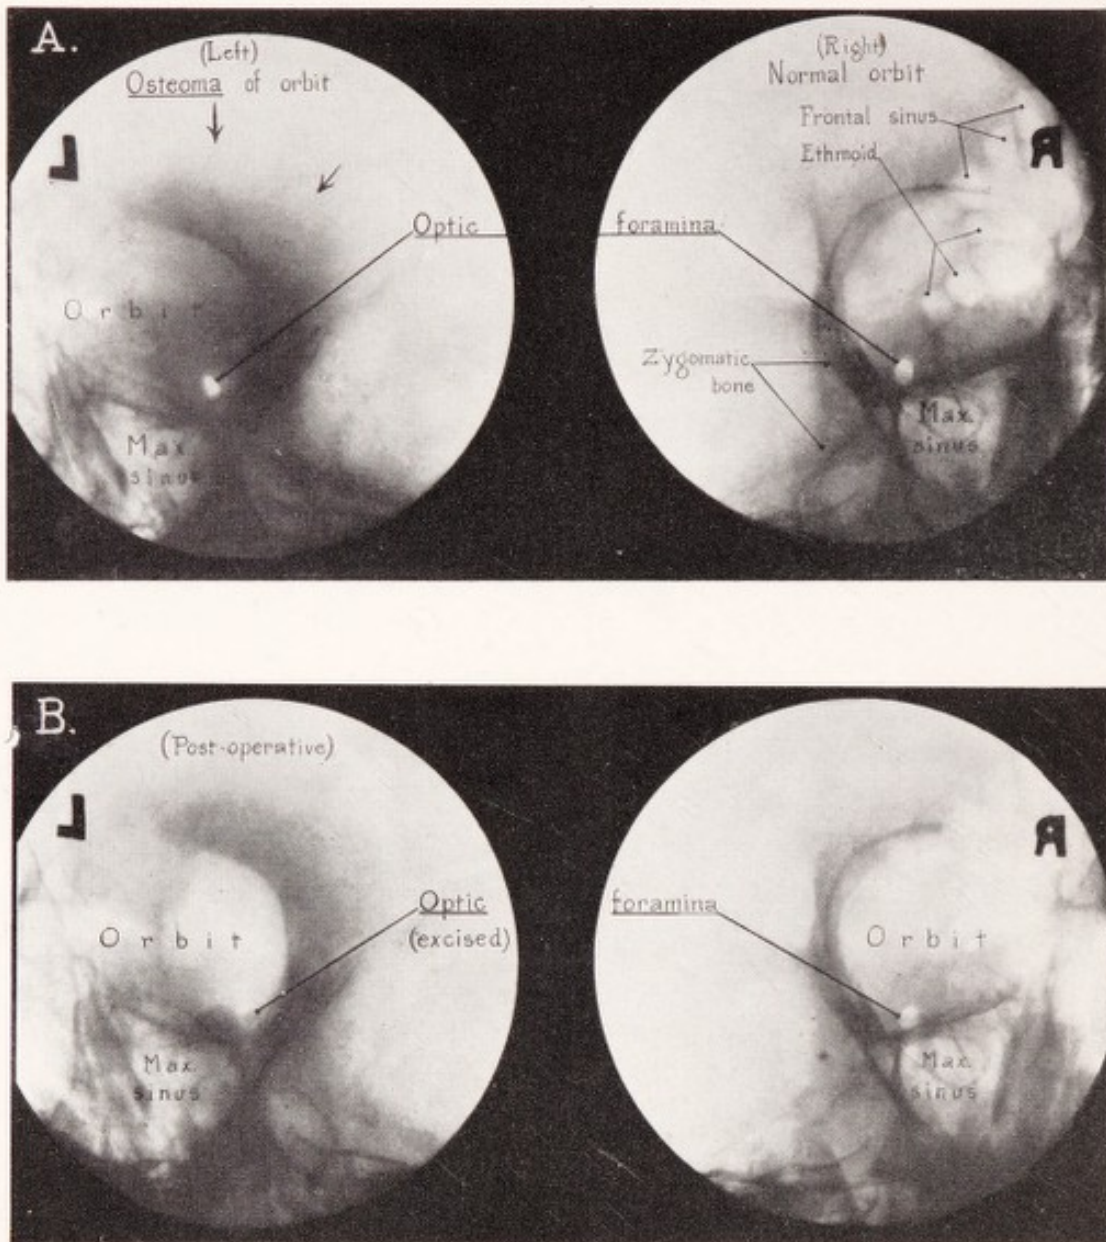 A.
(Left)
Osteoma of orbit
L
Optic
Orbit
Max
sinus
(Right)
Normal orbit
Frontal sinus
Ethmoid
R
foramina
Zygomatic
bone
Max.
sinus
B.
(Post-operative)
L
Optic
(excised)
Orbit
Max.
sinus
R
foramina
Orbit
Max.
sinus